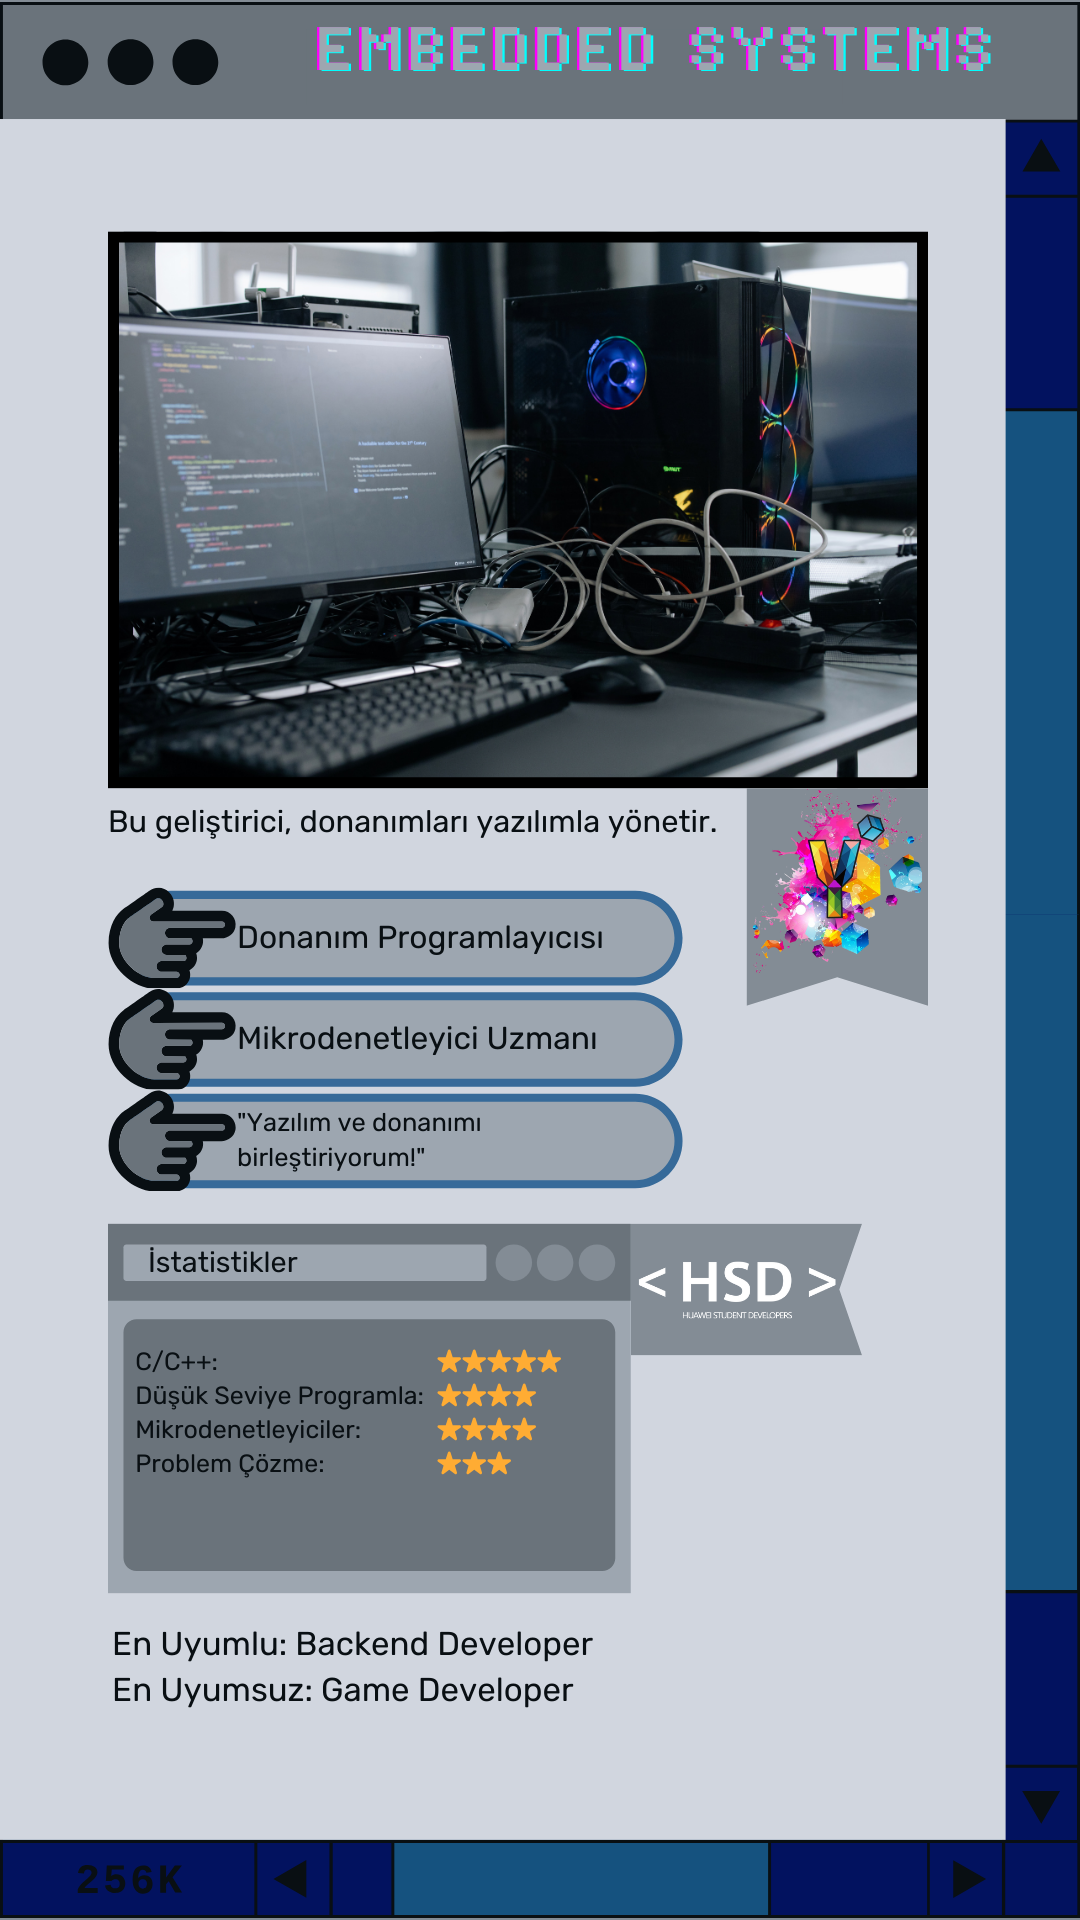 EMBEDDED SYSTEMS
Bu geliştirici, donanımları yazılımla yönetir.
Donanım Programlayıcısı
Mikrodenetleyici Uzmanı
"Yazılım ve donanımı
birleştiriyorum!"
İstatistikler
< HSD >
HUAWEI STUDENT DEVELOPERS
C/C++: ★★★★★
Düşük Seviye Programla: ★★★★
Mikrodenetleyiciler: ★★★★
Problem Çözme: ★★★
En Uyumlu: Backend Developer
En Uyumsuz: Game Developer
256K